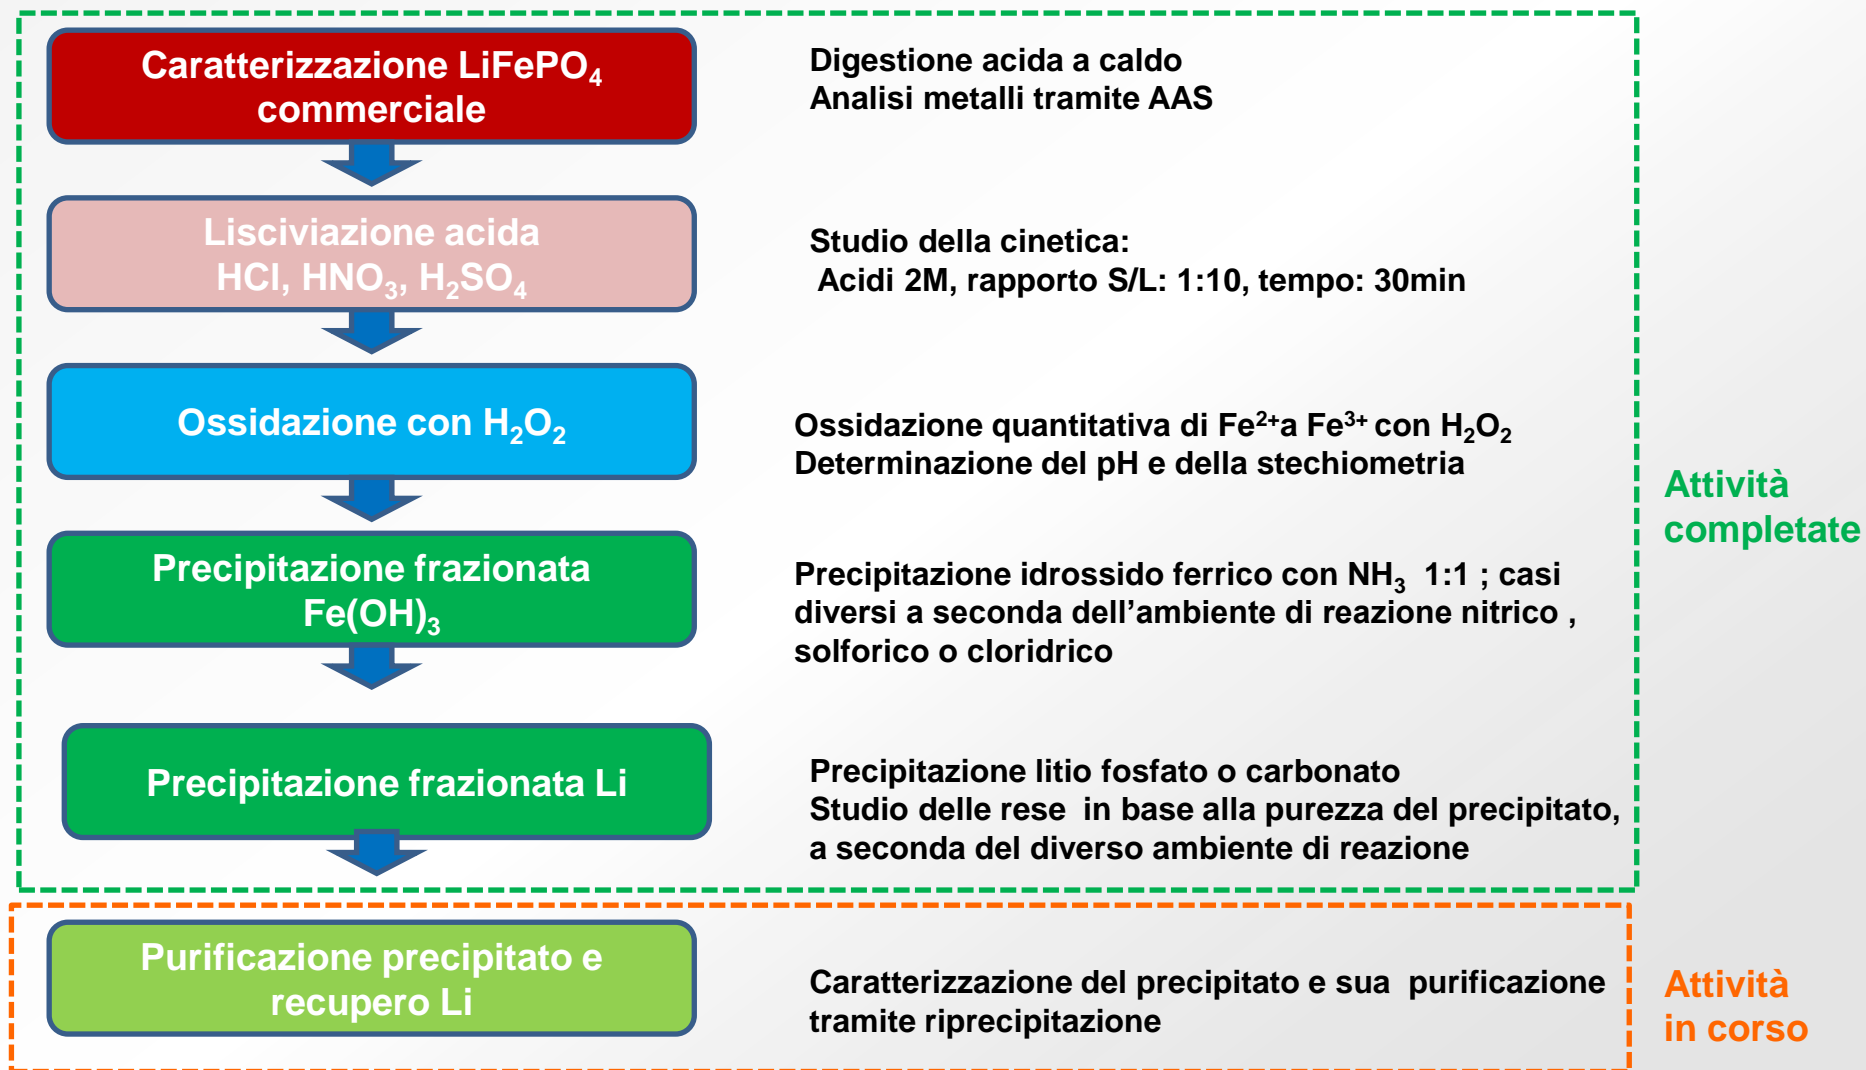 Caratterizzazione LiFePO₄
commerciale
Digestione acida a caldo
Analisi metalli tramite AAS
Lisciviazione acida
HCl, HNO₃, H₂SO₄
Studio della cinetica:
Acidi 2M, rapporto S/L: 1:10, tempo: 30min
Ossidazione con H₂O₂
Ossidazione quantitativa di Fe²⁺a Fe³⁺ con H₂O₂
Determinazione del pH e della stechiometria
Attività
completate
Precipitazione frazionata
Fe(OH)₃
Precipitazione idrossido ferrico con NH₃ 1:1 ; casi
diversi a seconda dell’ambiente di reazione nitrico ,
solforico o cloridrico
Precipitazione frazionata Li
Precipitazione litio fosfato o carbonato
Studio delle rese in base alla purezza del precipitato,
a seconda del diverso ambiente di reazione
Purificazione precipitato e
recupero Li
Caratterizzazione del precipitato e sua purificazione
tramite riprecipitazione
Attività
in corso